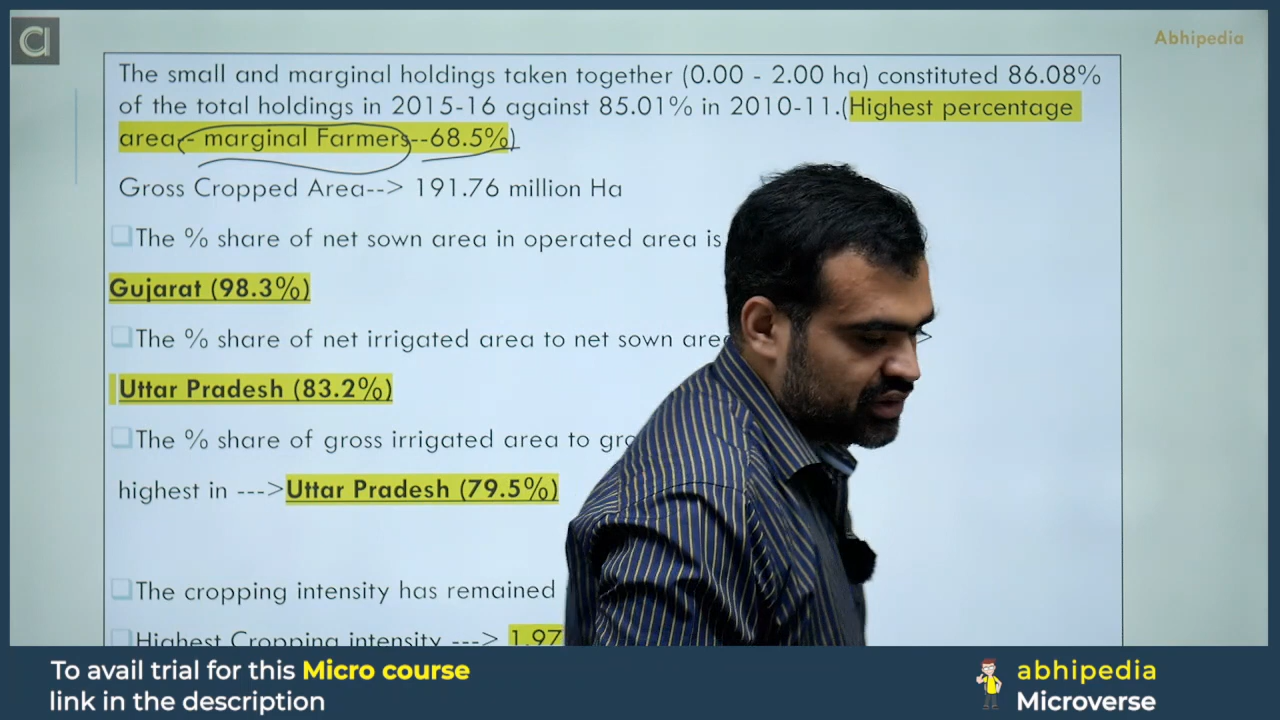 Abhipedia
The small and marginal holdings taken together (0.00 - 2.00 ha) constituted 86.08%
of the total holdings in 2015-16 against 85.01% in 2010-11.(Highest percentage
area-- marginal Farmers--68.5%)
Gross Cropped Area--> 191.76 million Ha
The % share of net sown area in operated area is
Gujarat (98.3%)
The % share of net irrigated area to net sown area
Uttar Pradesh (83.2%)
The % share of gross irrigated area to gro
highest in --->Uttar Pradesh (79.5%)
The cropping intensity has remained
Highest Cropping intensity ---> 1.97
To avail trial for this Micro course
link in the description
abhipedia
Microverse